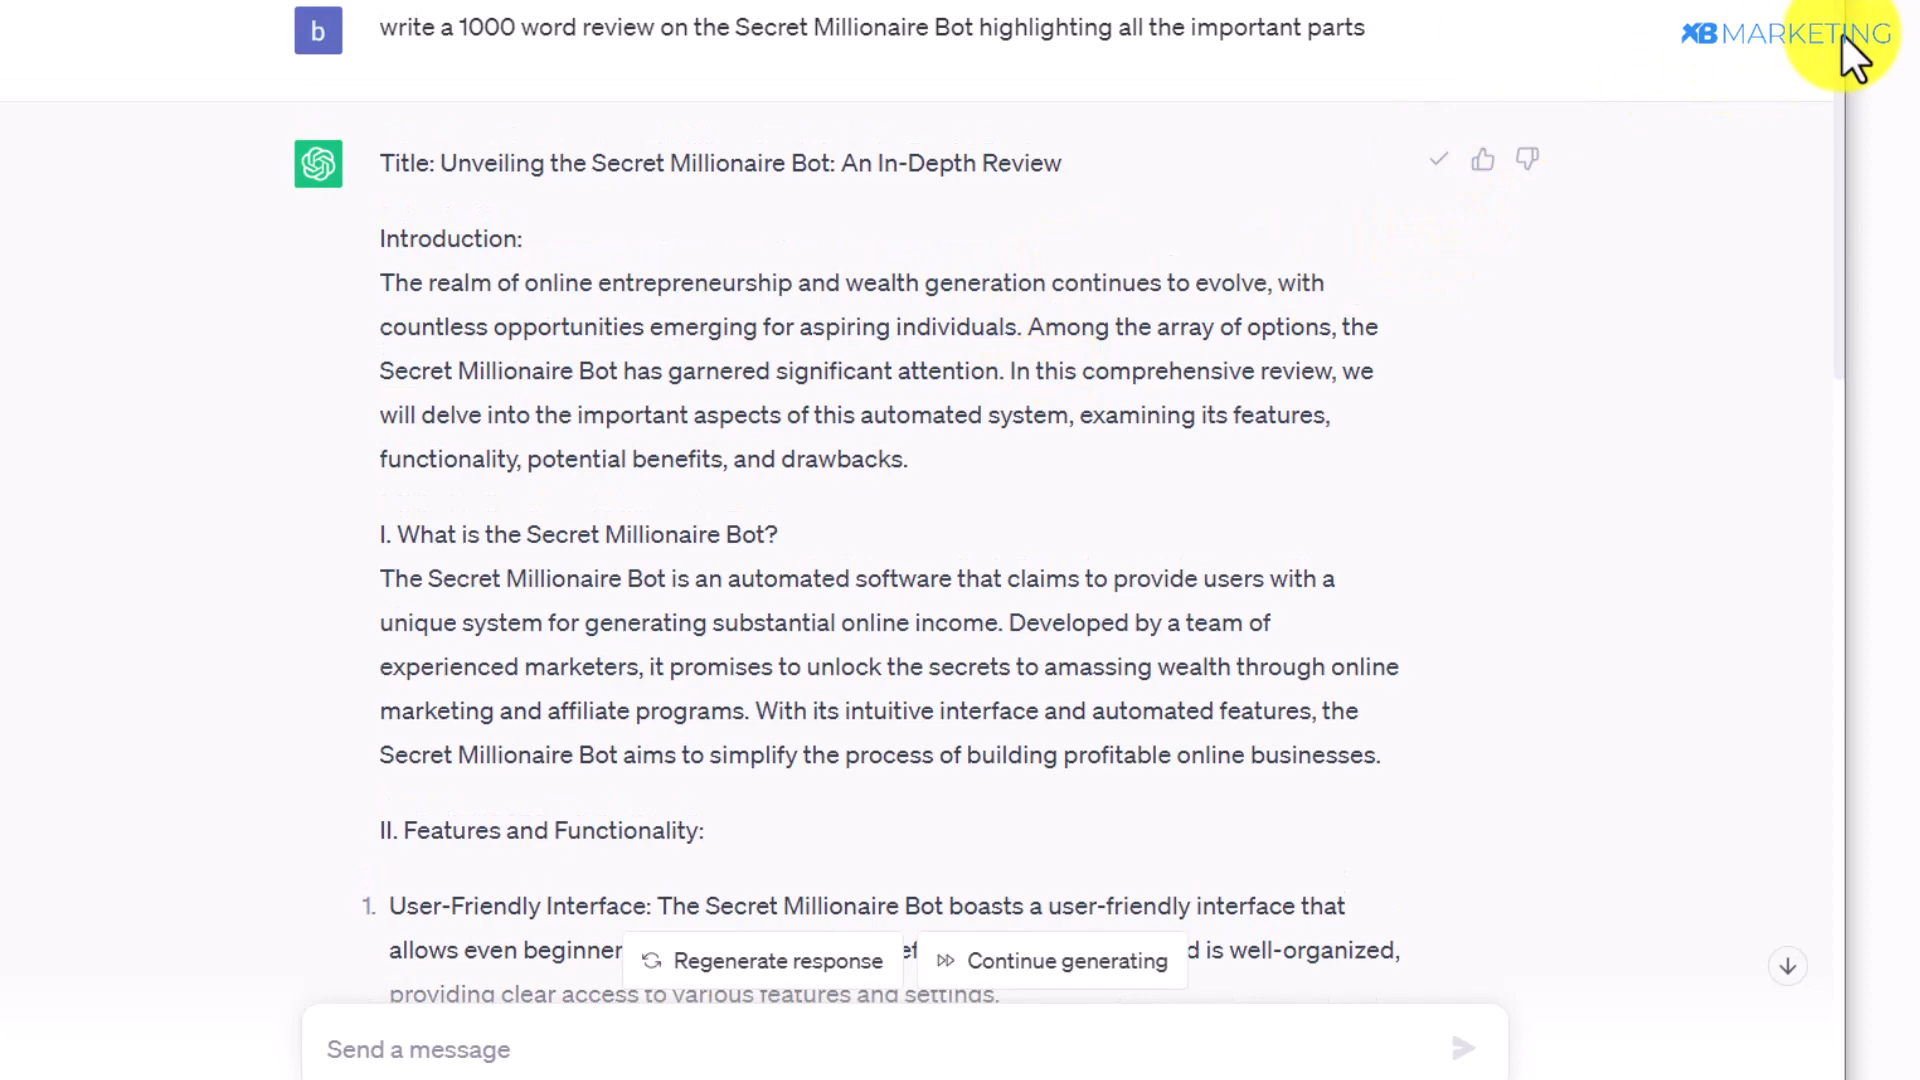 b
write a 1000 word review on the Secret Millionaire Bot highlighting all the important parts
XB MARKETING
Title: Unveiling the Secret Millionaire Bot: An In-Depth Review
Introduction:
The realm of online entrepreneurship and wealth generation continues to evolve, with
countless opportunities emerging for aspiring individuals. Among the array of options, the
Secret Millionaire Bot has garnered significant attention. In this comprehensive review, we
will delve into the important aspects of this automated system, examining its features,
functionality, potential benefits, and drawbacks.
I. What is the Secret Millionaire Bot?
The Secret Millionaire Bot is an automated software that claims to provide users with a
unique system for generating substantial online income. Developed by a team of
experienced marketers, it promises to unlock the secrets to amassing wealth through online
marketing and affiliate programs. With its intuitive interface and automated features, the
Secret Millionaire Bot aims to simplify the process of building profitable online businesses.
II. Features and Functionality:
1. User-Friendly Interface: The Secret Millionaire Bot boasts a user-friendly interface that
allows even beginner is well-organized,
Regenerate response
Continue generating
providing clear access to various features and settings.
Send a message